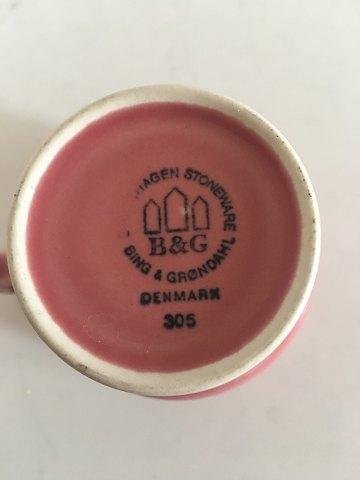 HAGEN STONEWARE
B&G
BING & GRØNDAHL
DENMARK
305